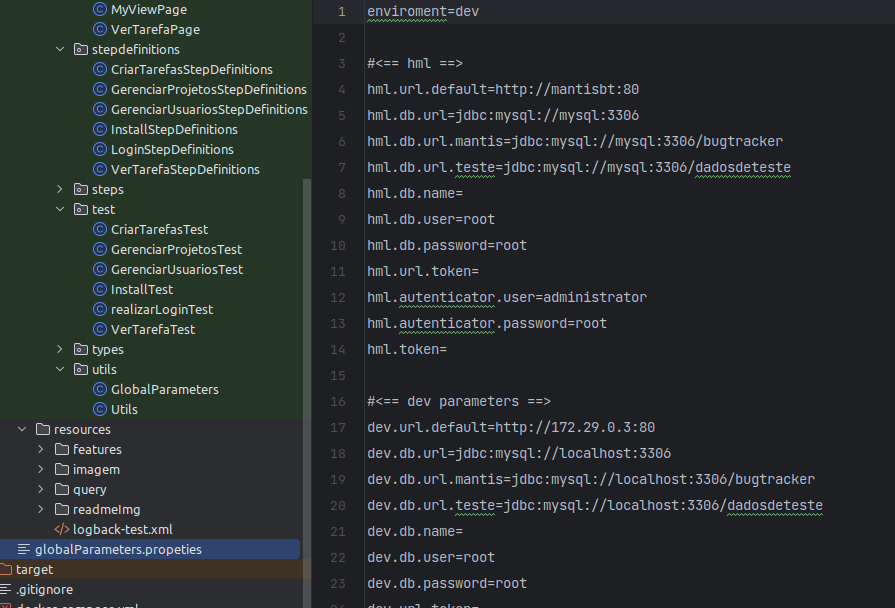 MyViewPage
VerTarefaPage
stepdefinitions
CriarTarefasStepDefinitions
GerenciarProjetosStepDefinitions
GerenciarUsuariosStepDefinitions
InstallStepDefinitions
LoginStepDefinitions
VerTarefaStepDefinitions
steps
test
CriarTarefasTest
GerenciarProjetosTest
GerenciarUsuariosTest
InstallTest
realizarLoginTest
VerTarefaTest
types
utils
GlobalParameters
Utils
resources
features
imagem
query
readmeImg
logback-test.xml
globalParameters.propeties
target
.gitignore
docker-compose.yml
1 enviroment=dev
2
3 #<== hml ==>
4 hml.url.default=http://mantisbt:80
5 hml.db.url=jdbc:mysql://mysql:3306
6 hml.db.url.mantis=jdbc:mysql://mysql:3306/bugtracker
7 hml.db.url.teste=jdbc:mysql://mysql:3306/dadosdeteste
8 hml.db.name=
9 hml.db.user=root
10 hml.db.password=root
11 hml.url.token=
12 hml.autenticator.user=administrator
13 hml.autenticator.password=root
14 hml.token=
15
16 #<== dev parameters ==>
17 dev.url.default=http://172.29.0.3:80
18 dev.db.url=jdbc:mysql://localhost:3306
19 dev.db.url.mantis=jdbc:mysql://localhost:3306/bugtracker
20 dev.db.url.teste=jdbc:mysql://localhost:3306/dadosdeteste
21 dev.db.name=
22 dev.db.user=root
23 dev.db.password=root
24 dev.url.token=